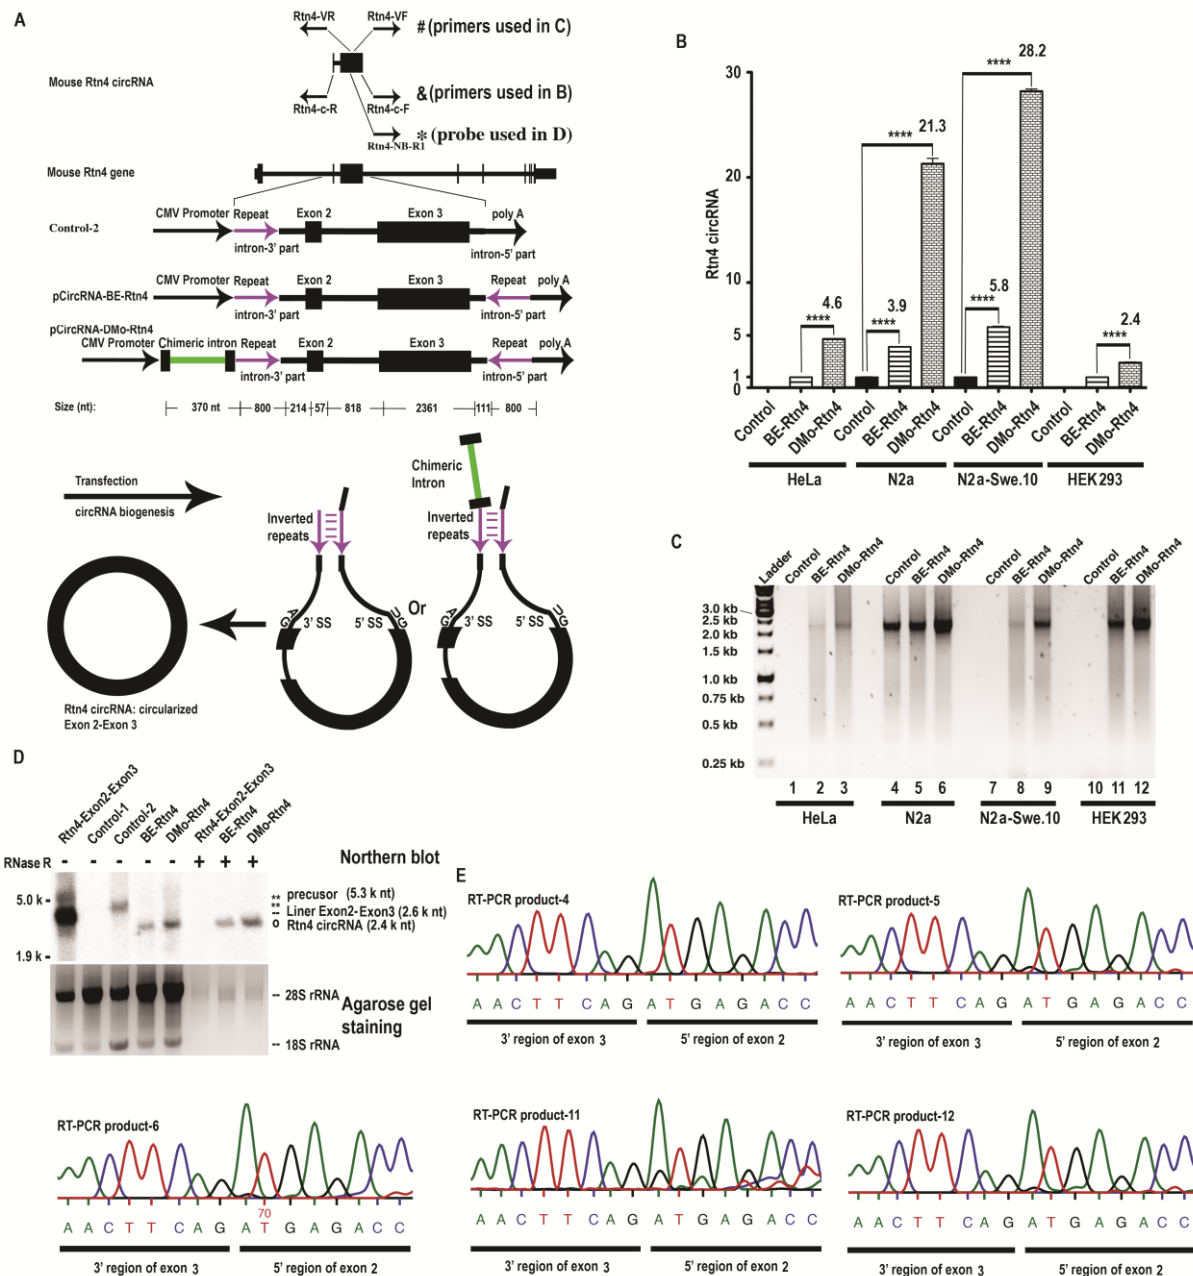 A
Rtn4-VR
Rtn4-VF
# (primers used in C)
Mouse Rtn4 circRNA
& (primers used in B)
Rtn4-c-R
Rtn4-c-F
* (probe used in D)
Rtn4-NB-R1
Mouse Rtn4 gene
CMV Promoter Repeat Exon 2 Exon 3 poly A
Control-2
intron-3' part intron-5' part
CMV Promoter Repeat Exon 2 Exon 3 Repeat poly A
pCircRNA-BE-Rtn4
intron-3' part intron-5' part
pCircRNA-DMo-Rtn4
CMV Promoter Chimeric intron Repeat Exon 2 Exon 3 Repeat poly A
intron-3' part intron-5' part
Size (nt): 370 nt 800 214 57 818 2361 111 800
Transfection
circRNA biogenesis
Inverted
repeats
Chimeric
Intron
Inverted
repeats
AG 3' SS 5' SS UG Or AG 3' SS 5' SS UG
Rtn4 circRNA: circularized
Exon 2-Exon 3
B
Rtn4 circRNA
30
20
10
5
1
0
4.6
****
3.9
****
21.3
****
5.8
****
28.2
****
2.4
****
Control BE-Rtn4 DMo-Rtn4 Control BE-Rtn4 DMo-Rtn4 Control BE-Rtn4 DMo-Rtn4 Control BE-Rtn4 DMo-Rtn4
HeLa N2a N2a-Swe.10 HEK293
C
Ladder Control BE-Rtn4 DMo-Rtn4 Control BE-Rtn4 DMo-Rtn4 Control BE-Rtn4 DMo-Rtn4 Control BE-Rtn4 DMo-Rtn4
3.0 kb
2.5 kb
2.0 kb
1.5 kb
1.0 kb
0.75 kb
0.5 kb
0.25 kb
1 2 3 4 5 6 7 8 9 10 11 12
HeLa N2a N2a-Swe.10 HEK293
D
Rtn4-Exon2-Exon3 Control-1 Control-2 BE-Rtn4 DMo-Rtn4 Rtn4-Exon2-Exon3 BE-Rtn4 DMo-Rtn4
RNase R - - - - - + + +
Northern blot
5.0 k -
1.9 k -
** precusor (5.3 k nt)
**
-- Liner Exon2-Exon3 (2.6 k nt)
o Rtn4 circRNA (2.4 k nt)
-- 28S rRNA
Agarose gel
staining
-- 18S rRNA
E
RT-PCR product-4
A A C T T C A G A T G A G A C C
3' region of exon 3 5' region of exon 2
RT-PCR product-5
A A C T T C A G A T G A G A C C
3' region of exon 3 5' region of exon 2
RT-PCR product-6
70
A A C T T C A G A T G A G A C C
3' region of exon 3 5' region of exon 2
RT-PCR product-11
A A C T T C A G A T G A G A C C
3' region of exon 3 5' region of exon 2
RT-PCR product-12
A A C T T C A G A T G A G A C C
3' region of exon 3 5' region of exon 2